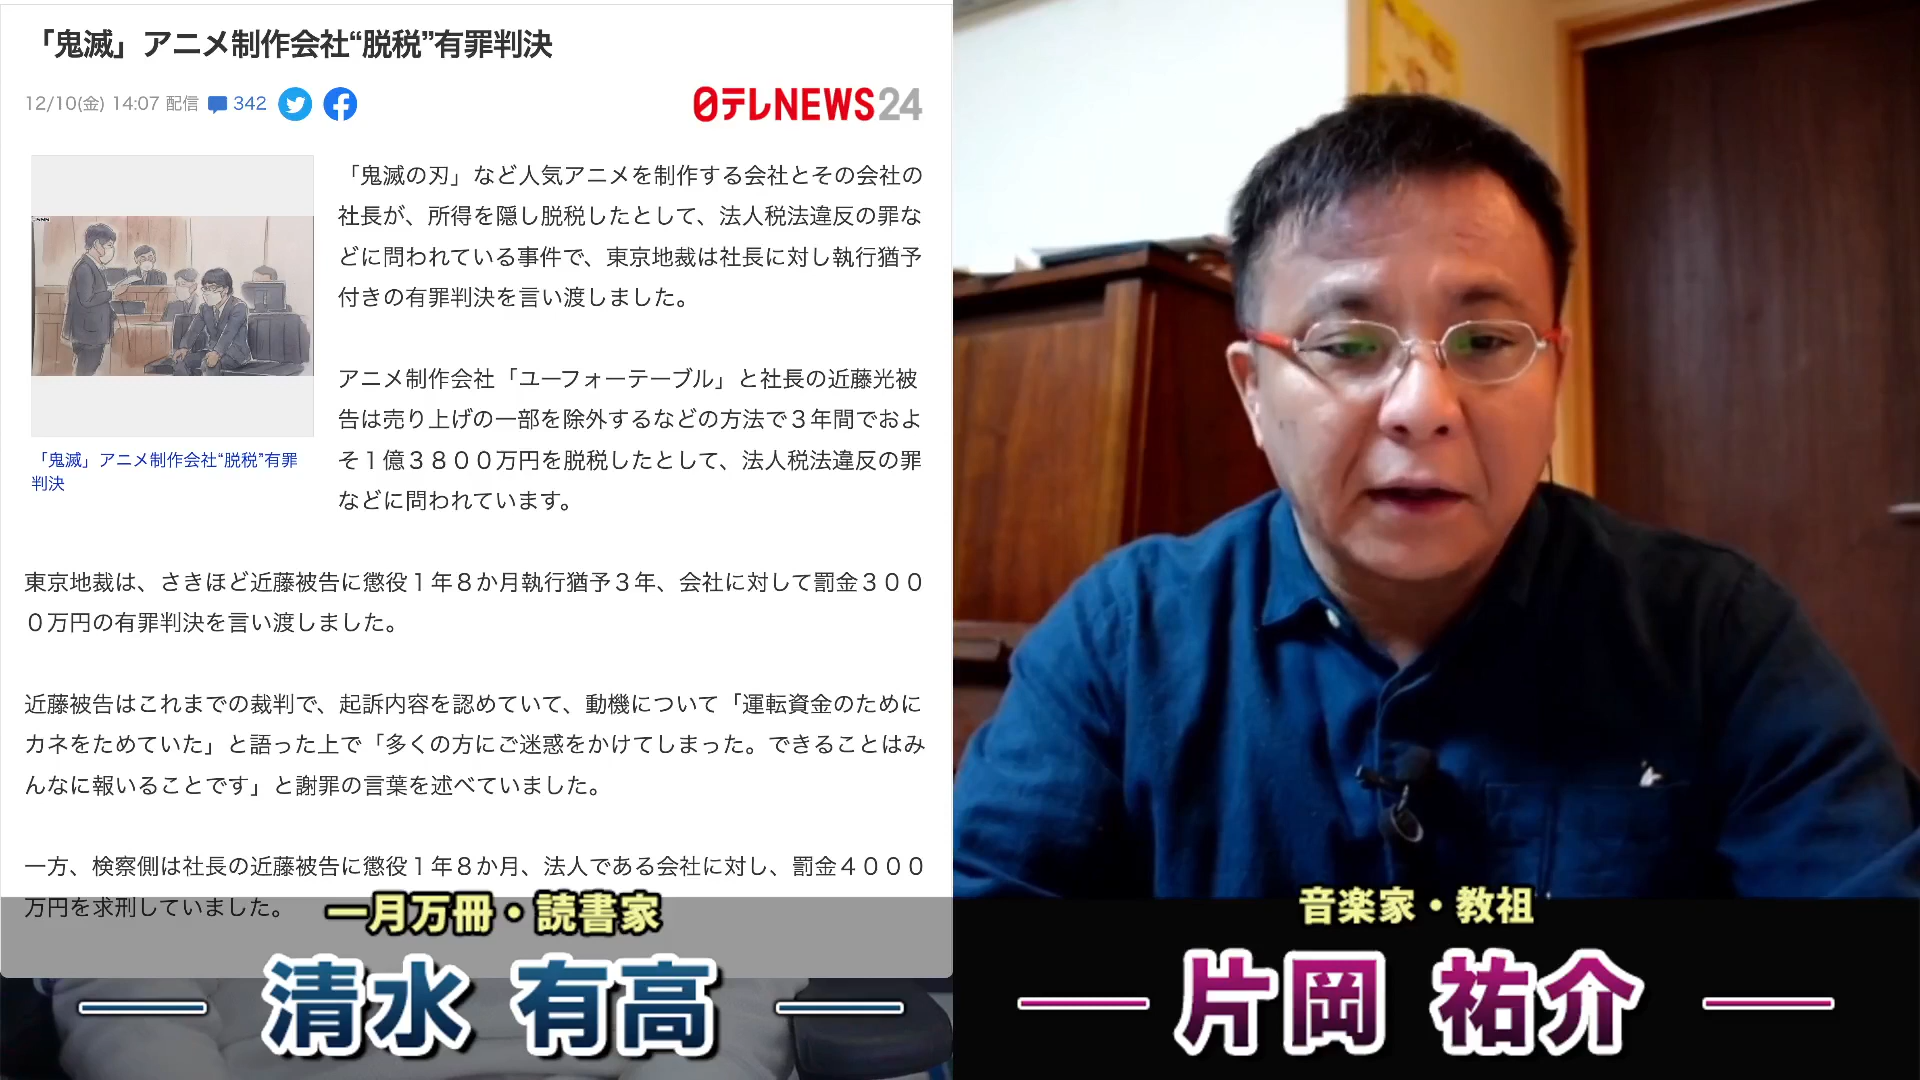 「鬼滅」アニメ制作会社“脱税”有罪判決
12/10(金) 14:07 配信 342
日テレNEWS24
「鬼滅の刃」など人気アニメを制作する会社とその会社の
社長が、所得を隠し脱税したとして、法人税法違反の罪な
どに問われている事件で、東京地裁は社長に対し執行猶予
付きの有罪判決を言い渡しました。
アニメ制作会社「ユーフォーテーブル」と社長の近藤光被
告は売り上げの一部を除外するなどの方法で３年間でおよ
そ１億３８００万円を脱税したとして、法人税法違反の罪
などに問われています。
「鬼滅」アニメ制作会社“脱税”有罪
判決
東京地裁は、さきほど近藤被告に懲役１年８か月執行猶予３年、会社に対して罰金３００
０万円の有罪判決を言い渡しました。
近藤被告はこれまでの裁判で、起訴内容を認めていて、動機について「運転資金のために
カネをためていた」と語った上で「多くの方にご迷惑をかけてしまった。できることはみ
んなに報いることです」と謝罪の言葉を述べていました。
一方、検察側は社長の近藤被告に懲役１年８か月、法人である会社に対し、罰金４０００
万円を求刑していました。
一月万冊・読書家
清水 有高
音楽家・教祖
片岡 祐介